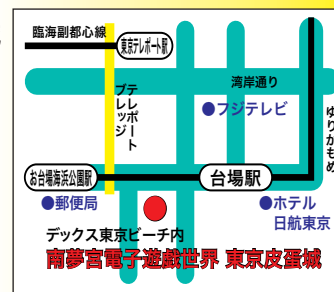 臨海副都心線
東京テレポート駅
テレポート
ブリッジ
湾岸通り
●フジテレビ
ゆりかもめ
お台場海浜公園駅
台場駅
●郵便局
●ホテル
日航東京
デックス東京ビーチ内
南夢宮電子遊戯世界 東京皮蛋城